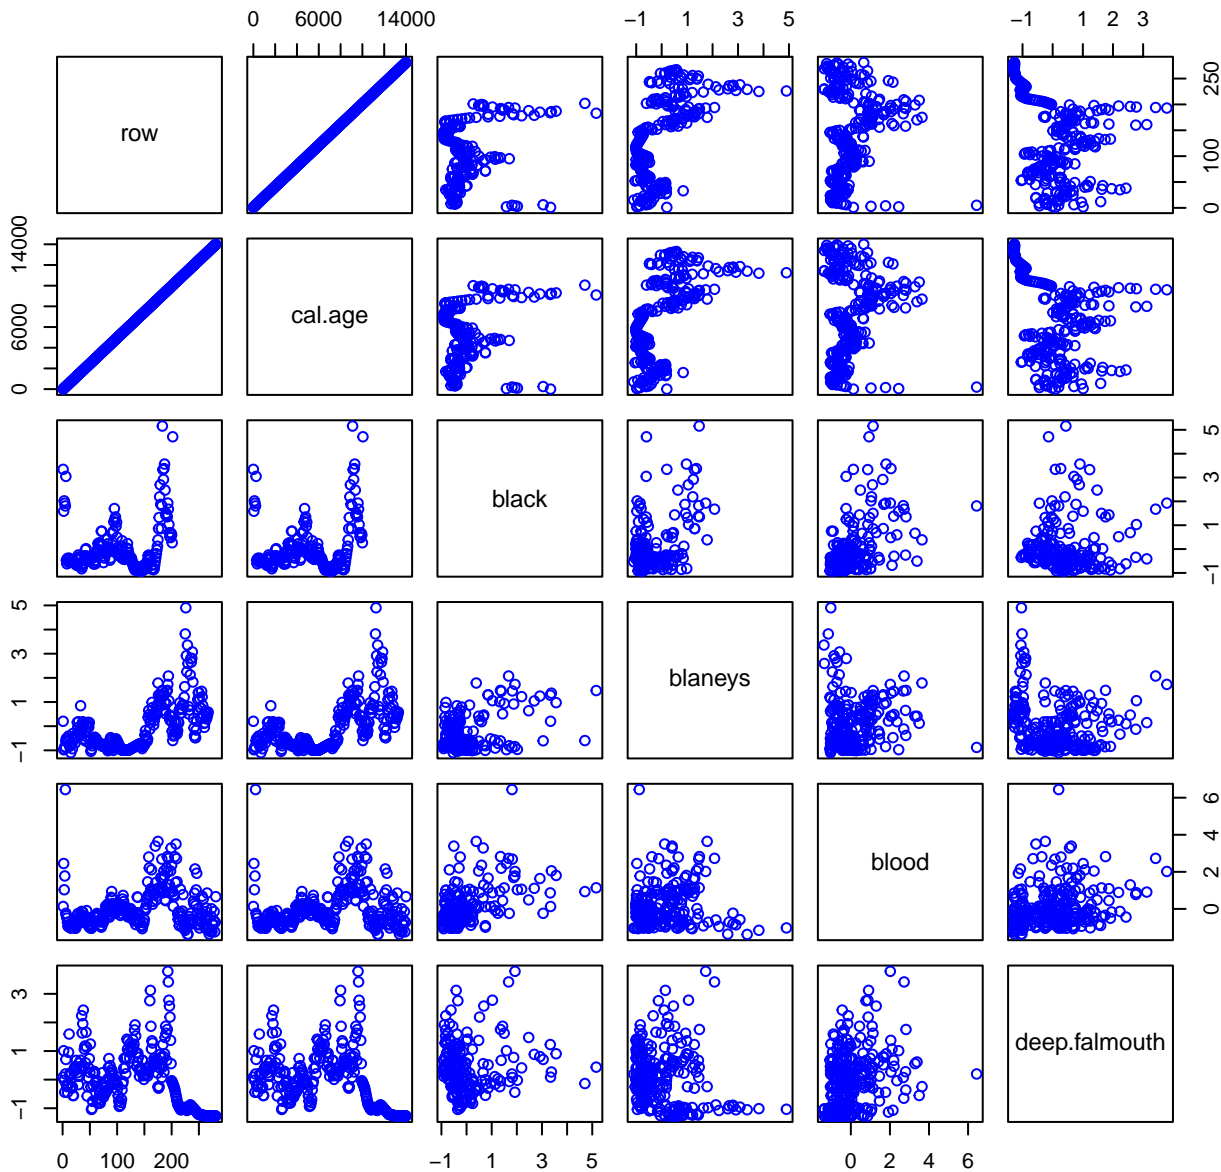 0 6000 14000 −1 1 3 5 −1 1 2 3
row 0 100 250
0 6000 14000 cal.age
black −1 1 3 5
−1 1 3 5 blaneys
blood 0 2 4 6
−1 1 3 deep.falmouth
0 100 200 −1 1 3 5 0 2 4 6